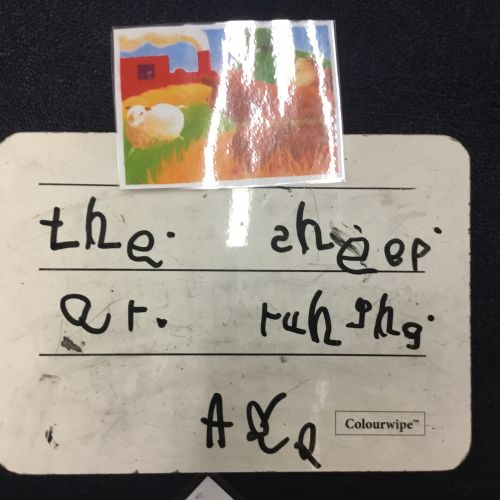 the. sheep.
ar. runing.
Colourwipe™